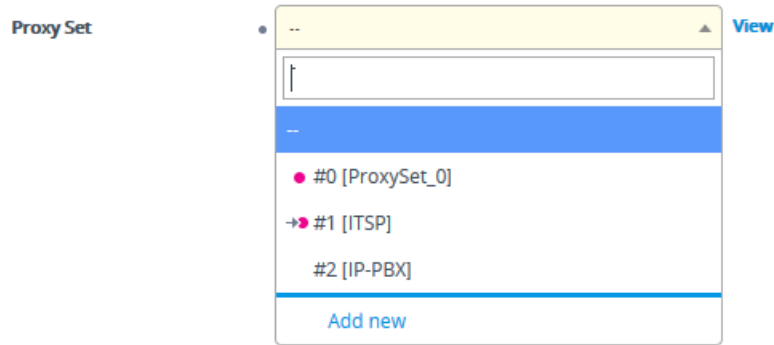 Proxy Set
--
View
--
#0 [ProxySet_0]
#1 [ITSP]
#2 [IP-PBX]
Add new